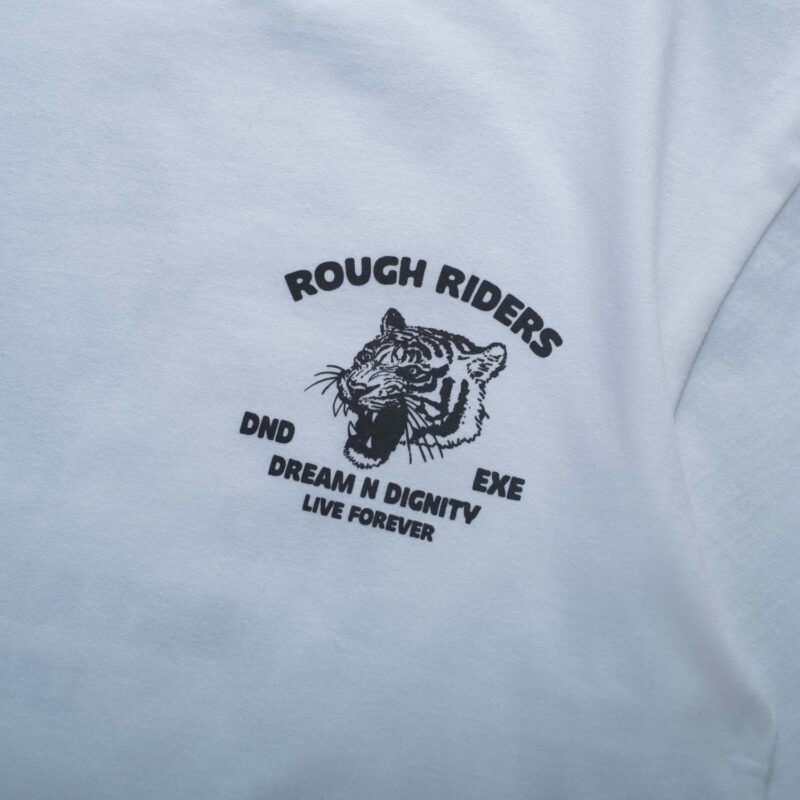 ROUGH RIDERS
DND
EXE
DREAM N DIGNITY
LIVE FOREVER